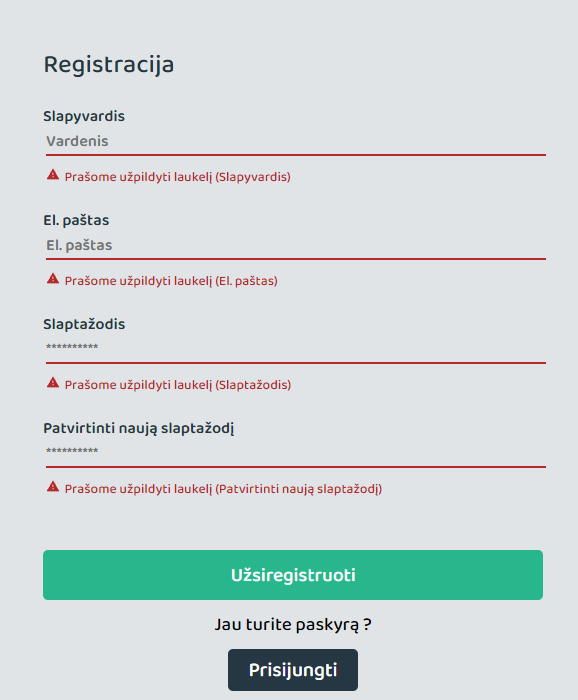 Registracija
Slapyvardis
Vardenis
Prašome užpildyti laukelį (Slapyvardis)
El. paštas
El. paštas
Prašome užpildyti laukelį (El. paštas)
Slaptažodis
**********
Prašome užpildyti laukelį (Slaptažodis)
Patvirtinti naują slaptažodį
**********
Prašome užpildyti laukelį (Patvirtinti naują slaptažodį)
Užsiregistruoti
Jau turite paskyrą ?
Prisijungti